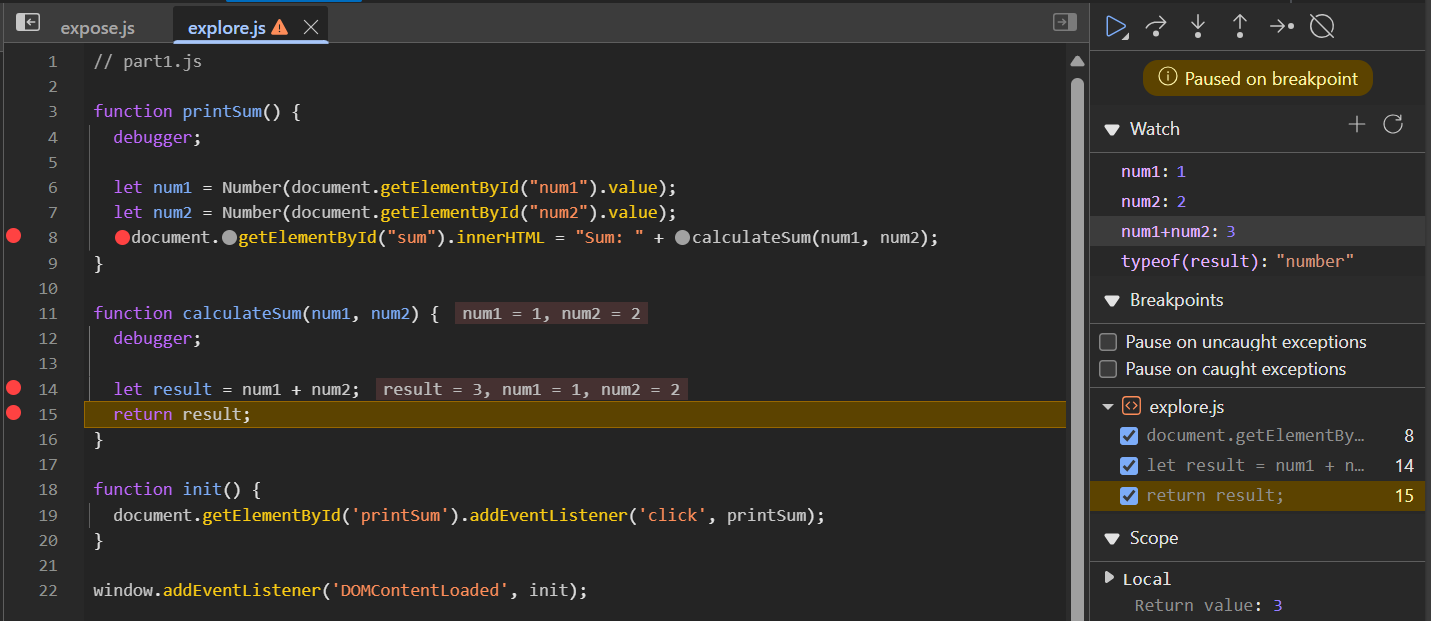 expose.js
explore.js
1 // part1.js
2
3 function printSum() {
4 debugger;
5
6 let num1 = Number(document.getElementById("num1").value);
7 let num2 = Number(document.getElementById("num2").value);
8 document.getElementById("sum").innerHTML = "Sum: " + calculateSum(num1, num2);
9 }
10
11 function calculateSum(num1, num2) { num1 = 1, num2 = 2
12 debugger;
13
14 let result = num1 + num2; result = 3, num1 = 1, num2 = 2
15 return result;
16 }
17
18 function init() {
19 document.getElementById('printSum').addEventListener('click', printSum);
20 }
21
22 window.addEventListener('DOMContentLoaded', init);
Paused on breakpoint
Watch
num1: 1
num2: 2
num1+num2: 3
typeof(result): "number"
Breakpoints
Pause on uncaught exceptions
Pause on caught exceptions
explore.js
document.getElementBy… 8
let result = num1 + n… 14
return result; 15
Scope
Local
Return value: 3